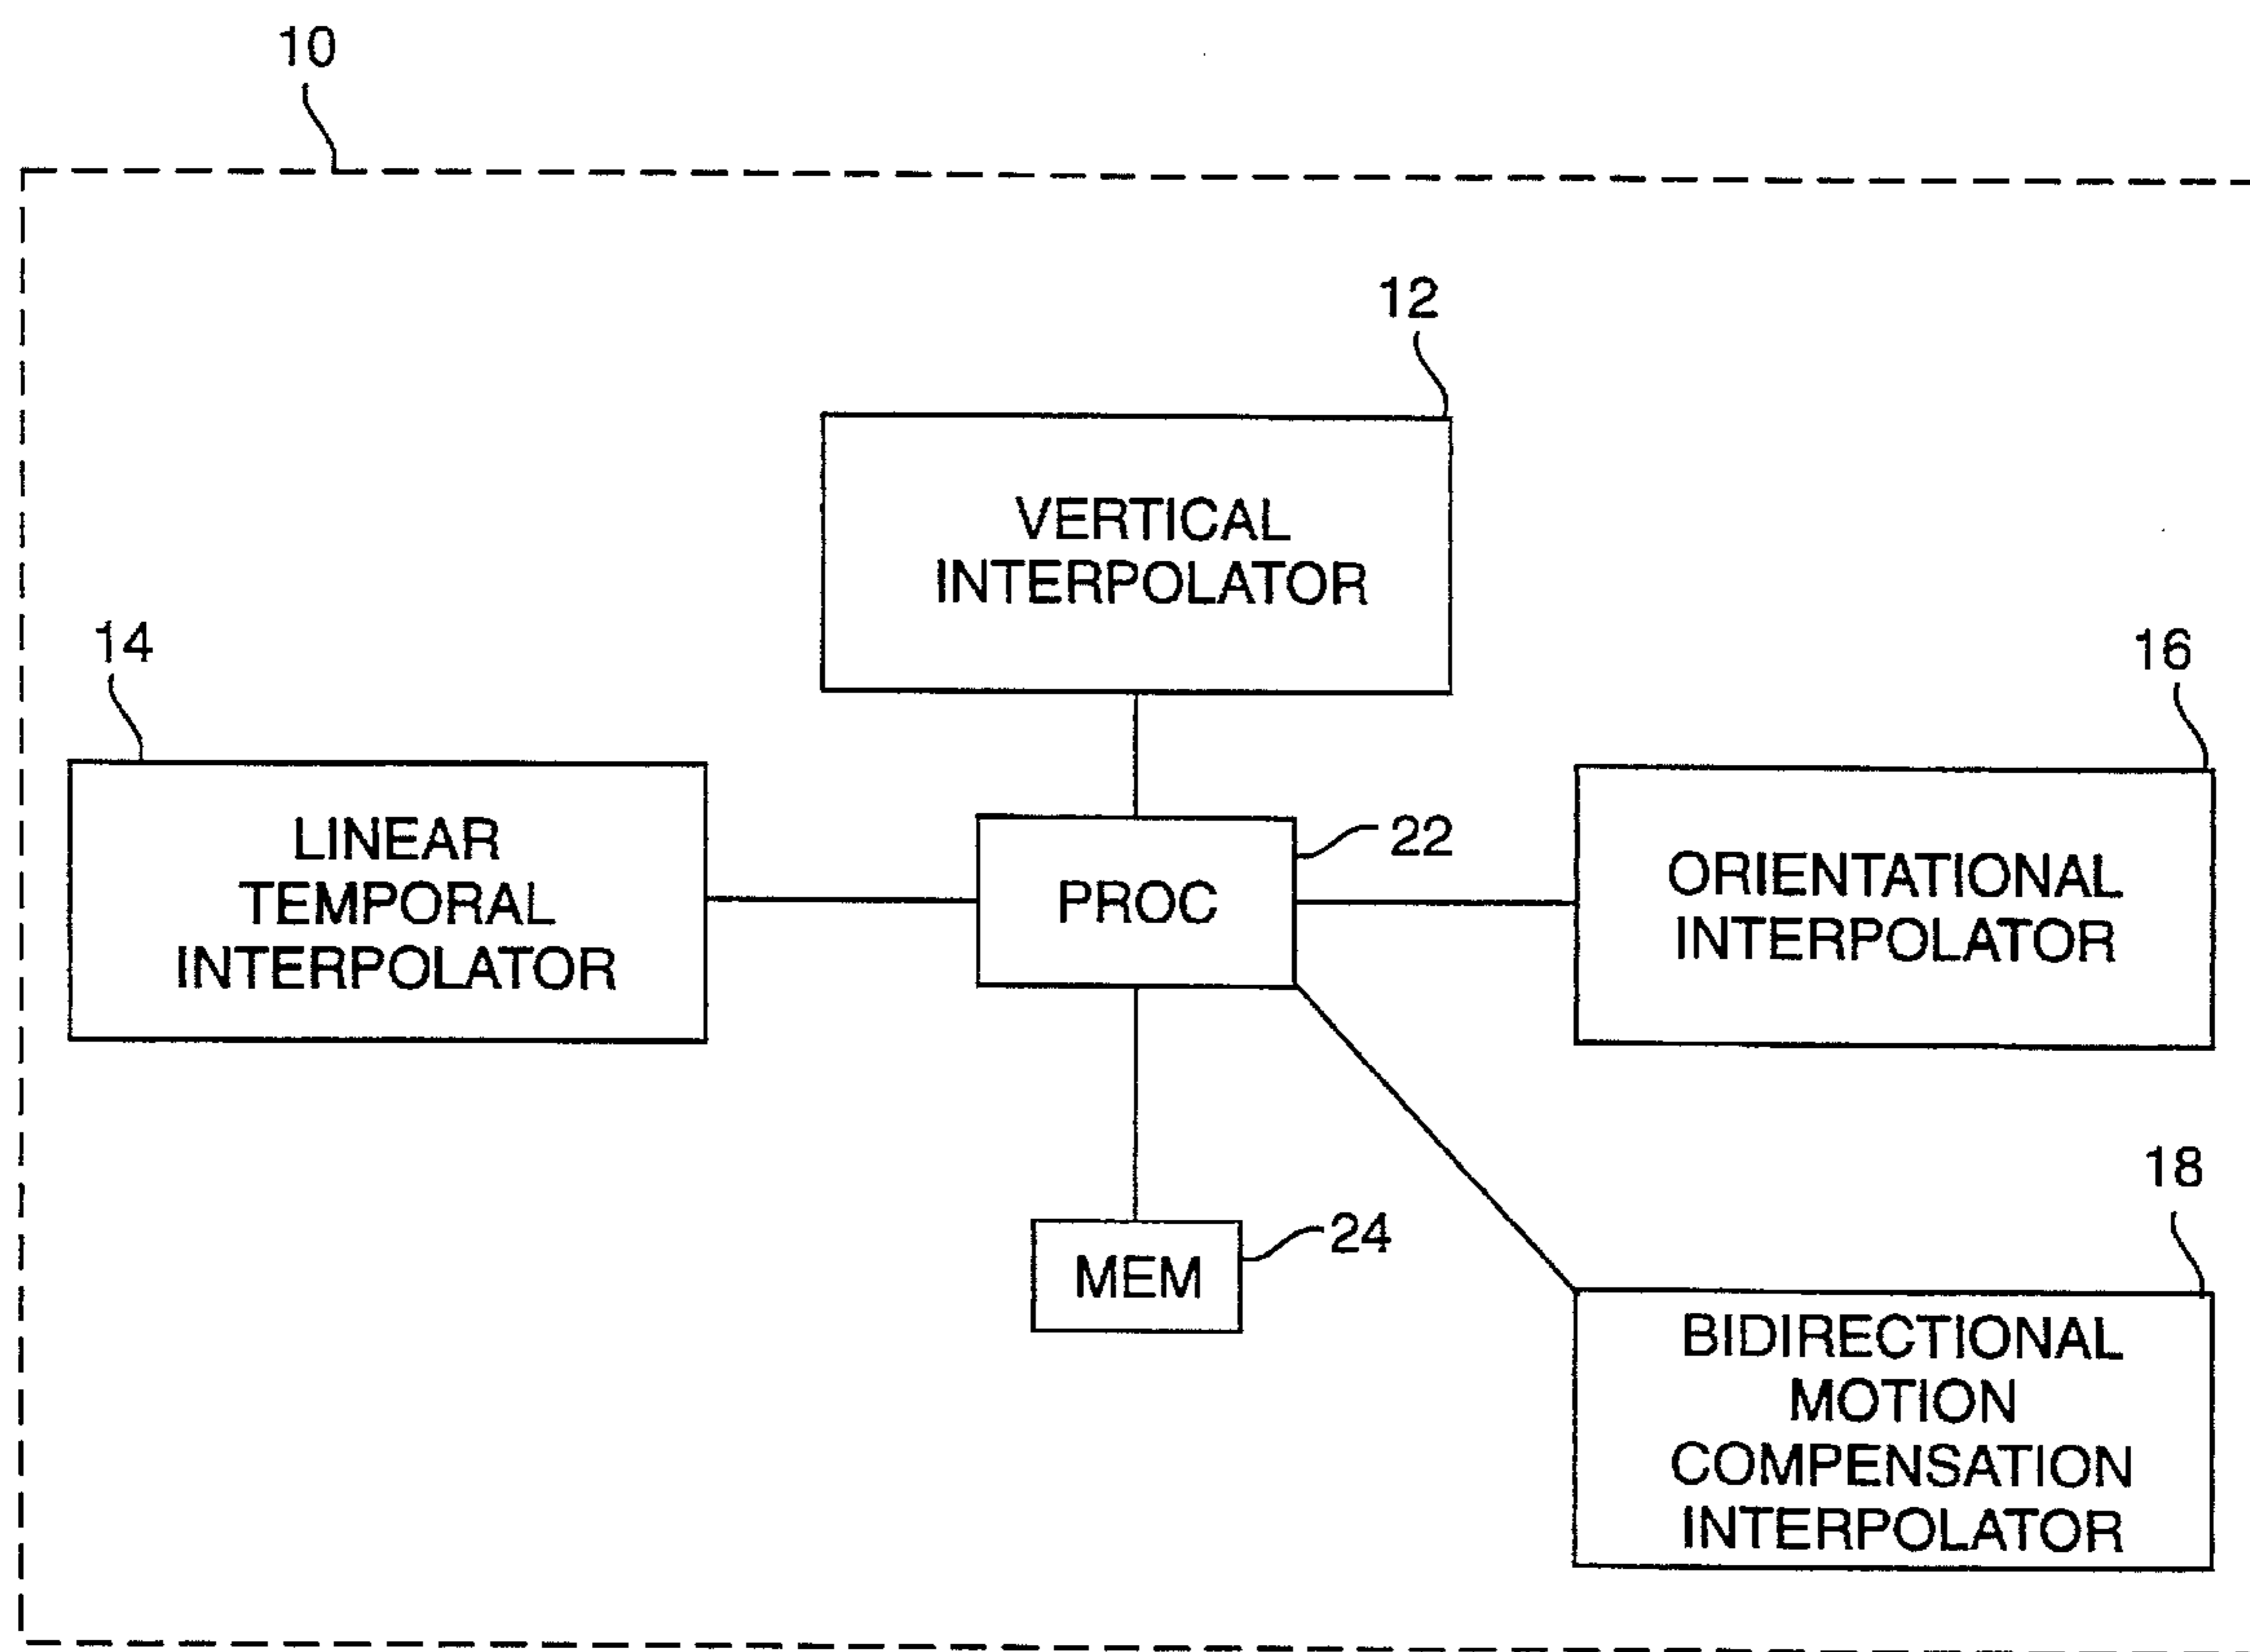 10
12
VERTICAL
INTERPOLATOR
14
LINEAR
TEMPORAL
INTERPOLATOR
22
PROC
16
ORIENTATIONAL
INTERPOLATOR
24
MEM
18
BIDIRECTIONAL
MOTION
COMPENSATION
INTERPOLATOR